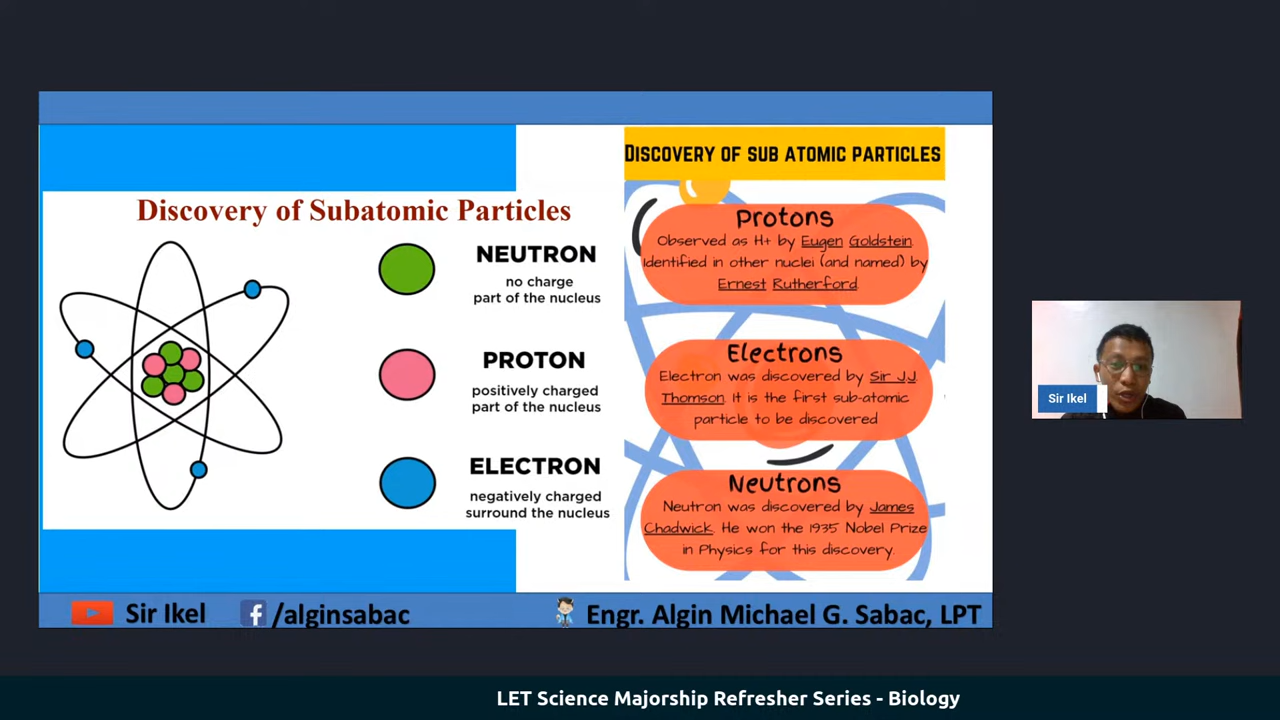 Discovery of Subatomic Particles
NEUTRON
no charge
part of the nucleus
PROTON
positively charged
part of the nucleus
ELECTRON
negatively charged
surround the nucleus
DISCOVERY OF SUB ATOMIC PARTICLES
Protons
Observed as H+ by Eugen Goldstein.
Identified in other nuclei (and named) by
Ernest Rutherford.
Electrons
Electron was discovered by Sir J.J.
Thomson. It is the first sub-atomic
particle to be discovered
Neutrons
Neutron was discovered by James
Chadwick. He won the 1935 Nobel Prize
in Physics for this discovery.
Sir Ikel
/alginsabac
Engr. Algin Michael G. Sabac, LPT
Sir Ikel
LET Science Majorship Refresher Series - Biology